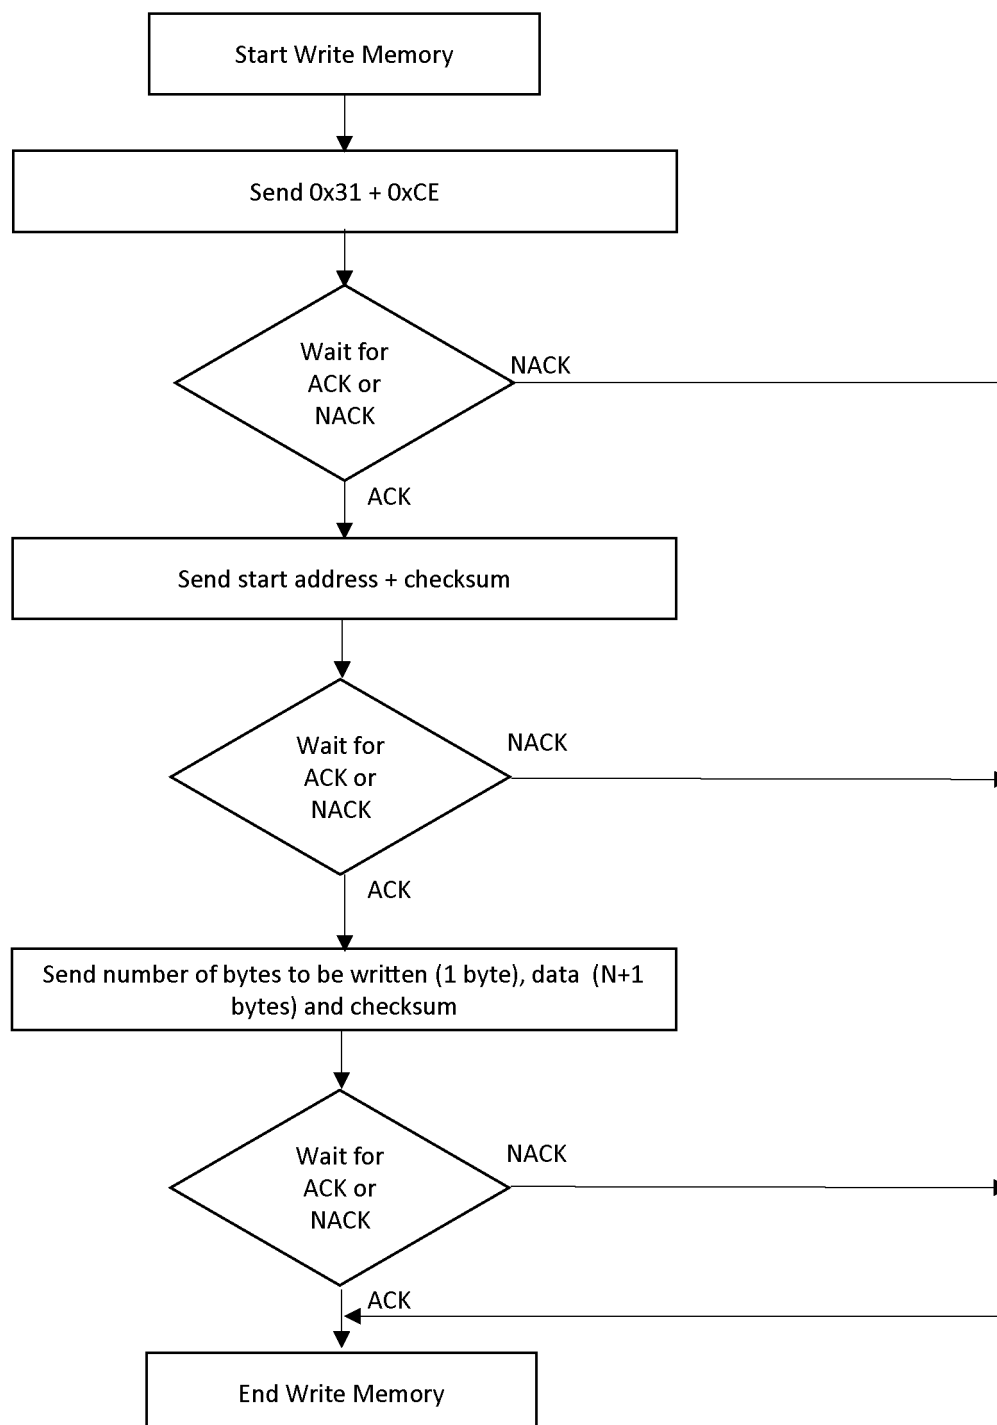 Start Write Memory
Send 0x31 + 0xCE
Wait for
ACK or
NACK
NACK
ACK
Send start address + checksum
Wait for
ACK or
NACK
NACK
ACK
Send number of bytes to be written (1 byte), data (N+1
bytes) and checksum
Wait for
ACK or
NACK
NACK
ACK
End Write Memory